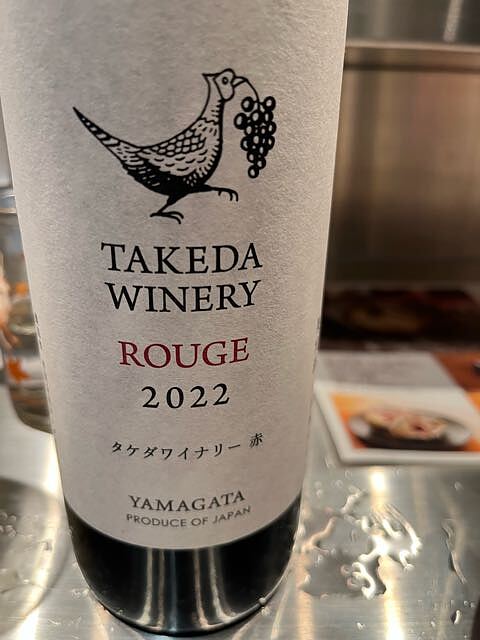 TAKEDA
WINERY
ROUGE
2022
タケダワイナリー 赤
YAMAGATA
PRODUCE OF JAPAN